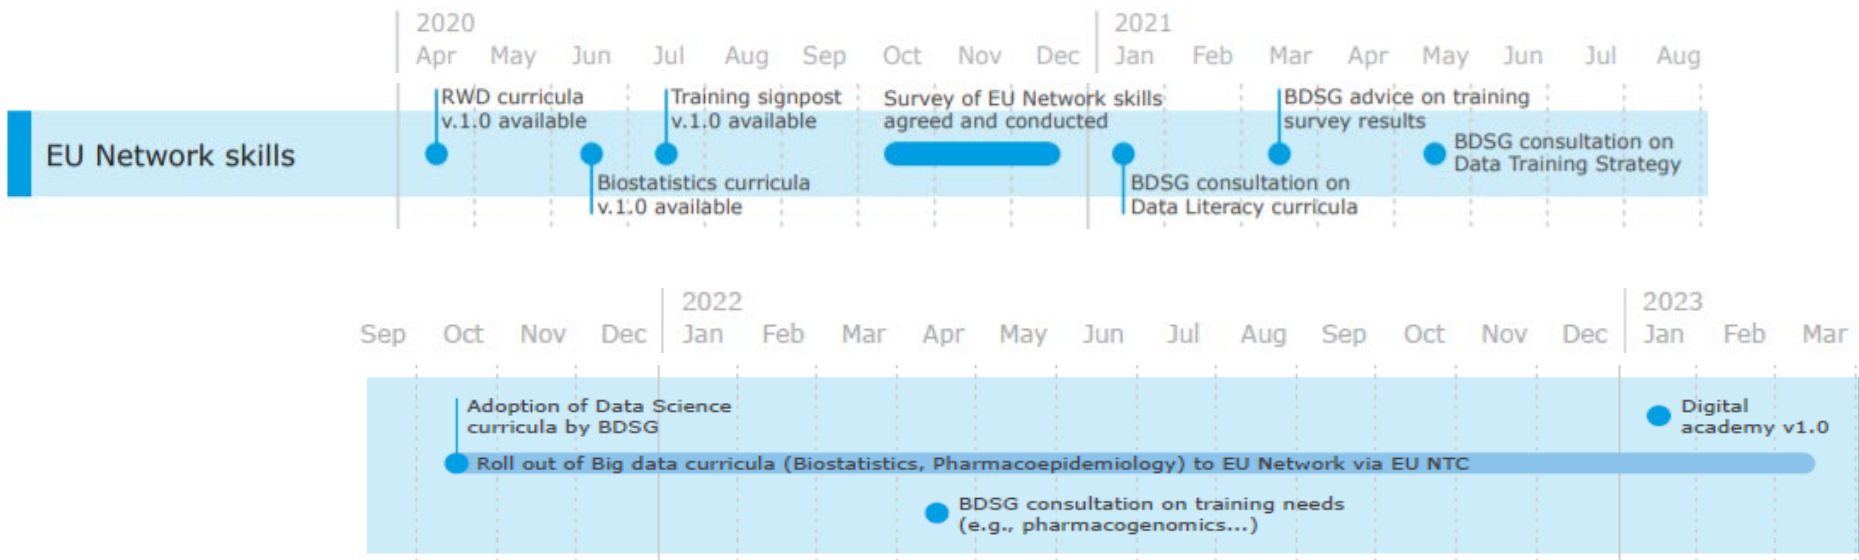 2020
2021
Apr May Jun Jul Aug Sep Oct Nov Dec Jan Feb Mar Apr May Jun Jul Aug
EU Network skills
RWD curricula
v.1.0 available
Biostatistics curricula
v.1.0 available
Training signpost
v.1.0 available
Survey of EU Network skills
agreed and conducted
BDSG consultation on
Data Literacy curricula
BDSG advice on training
survey results
BDSG consultation on
Data Training Strategy
2022
2023
Sep Oct Nov Dec Jan Feb Mar Apr May Jun Jul Aug Sep Oct Nov Dec Jan Feb Mar
Adoption of Data Science
curricula by BDSG
Digital
academy v1.0
Roll out of Big data curricula (Biostatistics, Pharmacoepidemiology) to EU Network via EU NTC
BDSG consultation on training needs
(e.g., pharmacogenomics...)